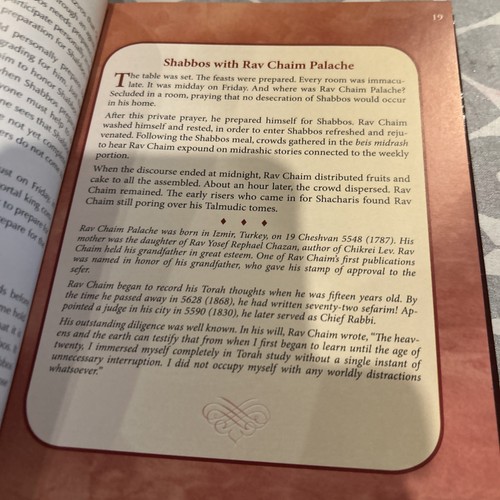 19
Shabbos with Rav Chaim Palache
The table was set. The feasts were prepared. Every room was immacu-
late. It was midday on Friday. And where was Rav Chaim Palache?
Secluded in a room, praying that no desecration of Shabbos would occur
in his home.
After this private prayer, he prepared himself for Shabbos. Rav Chaim
washed himself and rested, in order to enter Shabbos refreshed and reju-
venated. Following the Shabbos meal, crowds gathered in the beis midrash
to hear Rav Chaim expound on midrashic stories connected to the weekly
portion.
When the discourse ended at midnight, Rav Chaim distributed fruits and
cake to all the assembled. About an hour later, the crowd dispersed. Rav
Chaim remained. The early risers who came in for Shacharis found Rav
Chaim still poring over his Talmudic tomes.
Rav Chaim Palache was born in Izmir, Turkey, on 19 Cheshvan 5548 (1787). His
mother was the daughter of Rav Yosef Rephael Chazan, author of Chikrei Lev. Rav
Chaim held his grandfather in great esteem. One of Rav Chaim's first publications
was named in honor of his grandfather, who gave his stamp of approval to the
sefer.
Rav Chaim began to record his Torah thoughts when he was fifteen years old. By
the time he passed away in 5628 (1868), he had written seventy-two sefarim! Ap-
pointed a judge in his city in 5590 (1830), he later served as Chief Rabbi.
His outstanding diligence was well known. In his will, Rav Chaim wrote, "The heav-
ens and the earth can testify that from when I first began to learn until the age of
twenty, I immersed myself completely in Torah study without a single instant of
unnecessary interruption. I did not occupy myself with any worldly distractions
whatsoever."